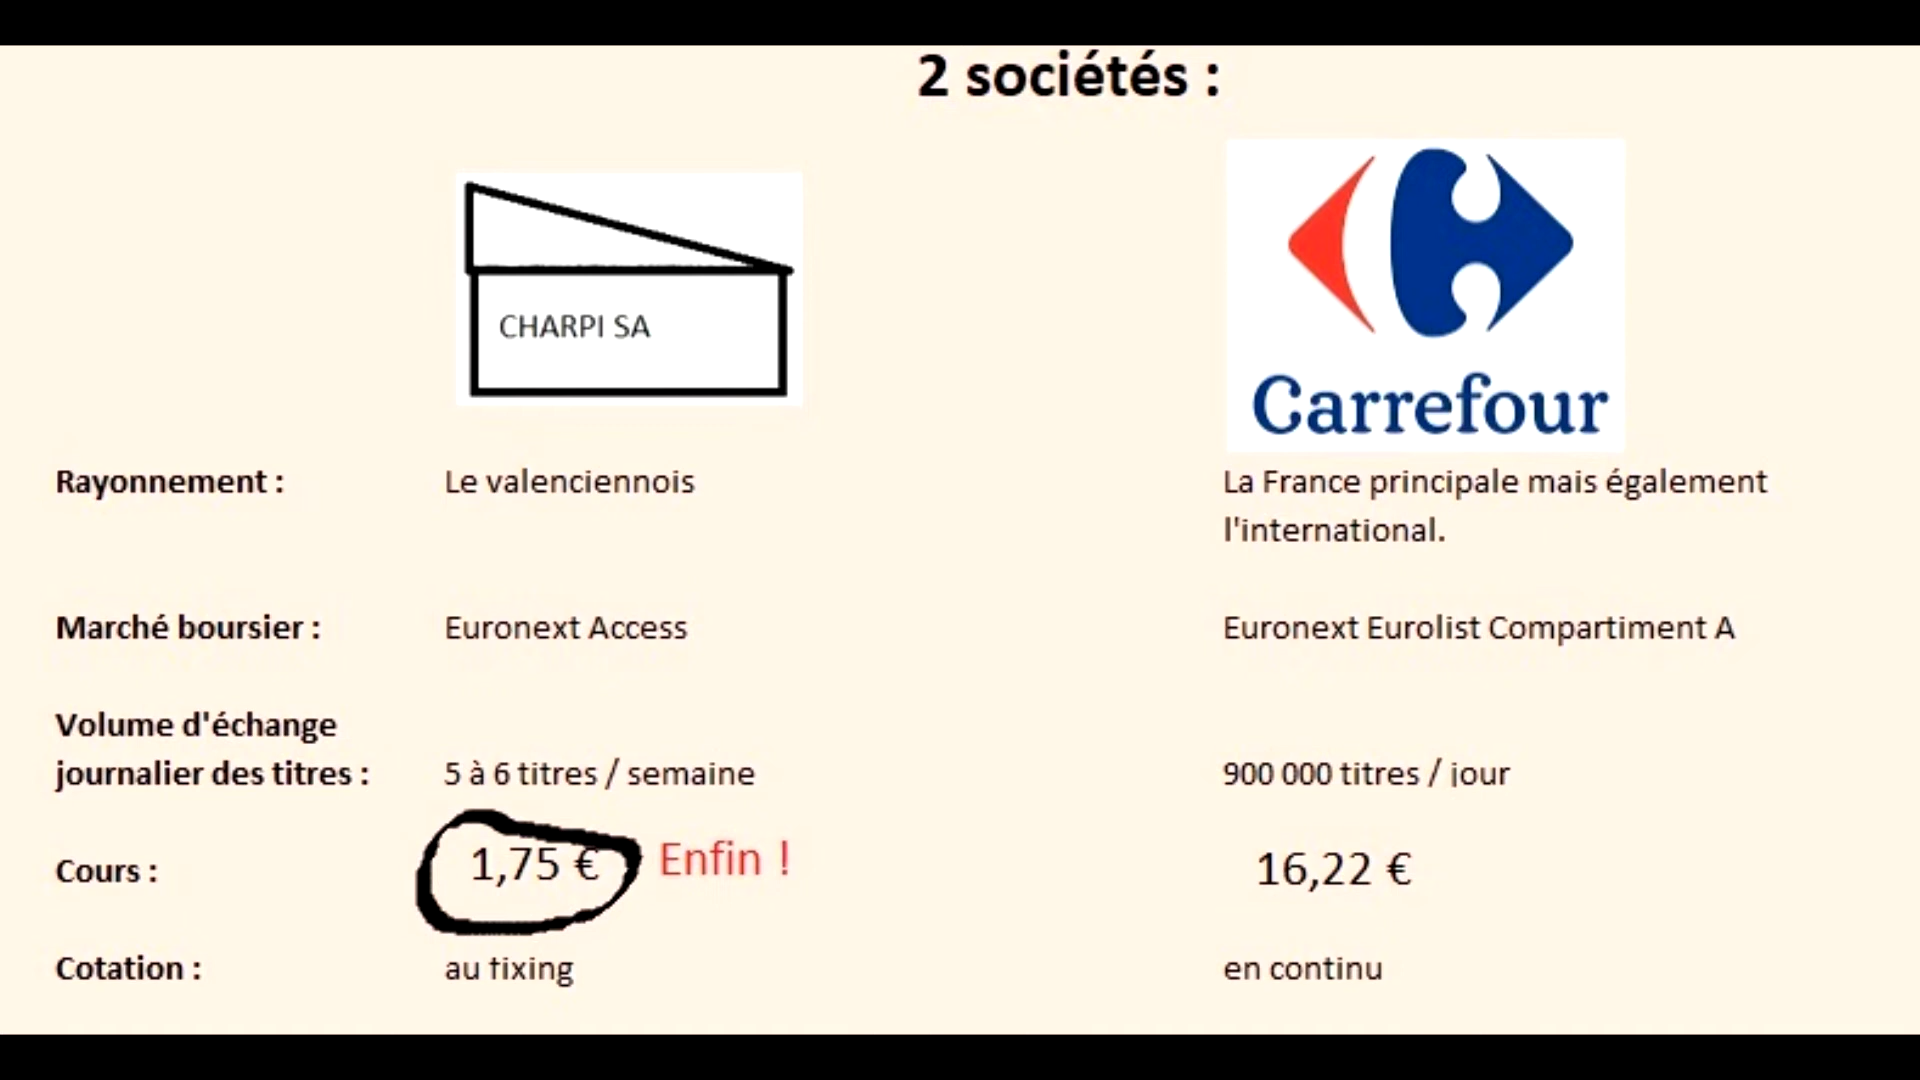 2 sociétés :
CHARPI SA
Carrefour
Rayonnement :
Le valenciennois
La France principale mais également
l'international.
Marché boursier :
Euronext Access
Euronext Eurolist Compartiment A
Volume d'échange
journalier des titres :
5 à 6 titres / semaine
900 000 titres / jour
Cours :
1,75 €
Enfin !
16,22 €
Cotation :
au fixing
en continu